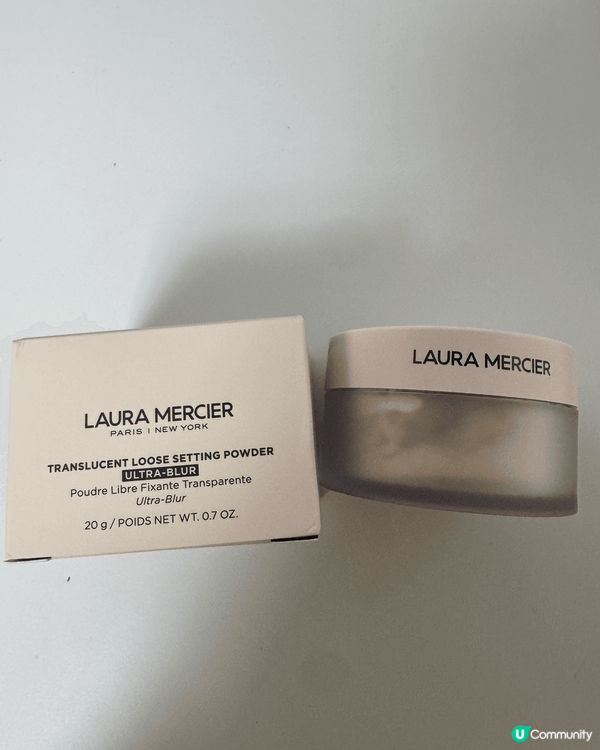 LAURA MERCIER
PARIS | NEW YORK
TRANSLUCENT LOOSE SETTING POWDER
ULTRA-BLUR
Poudre Libre Fixante Transparente
Ultra-Blur
20 g / POIDS NET WT. 0.7 OZ.
LAURA MERCIER
U Community